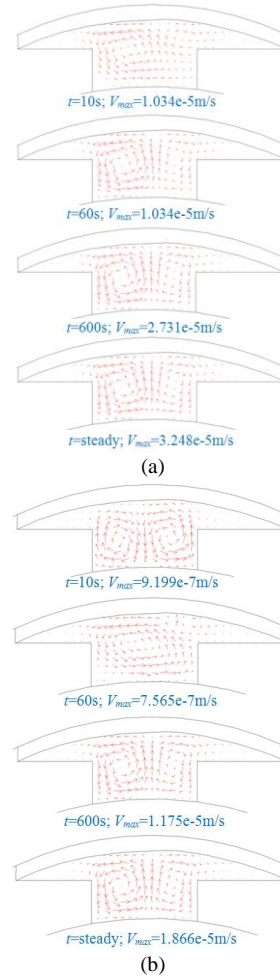 t=10s; Vmax=1.034e-5m/s
t=60s; Vmax=1.034e-5m/s
t=600s; Vmax=2.731e-5m/s
t=steady; Vmax=3.248e-5m/s
(a)
t=10s; Vmax=9.199e-7m/s
t=60s; Vmax=7.565e-7m/s
t=600s; Vmax=1.175e-5m/s
t=steady; Vmax=1.866e-5m/s
(b)